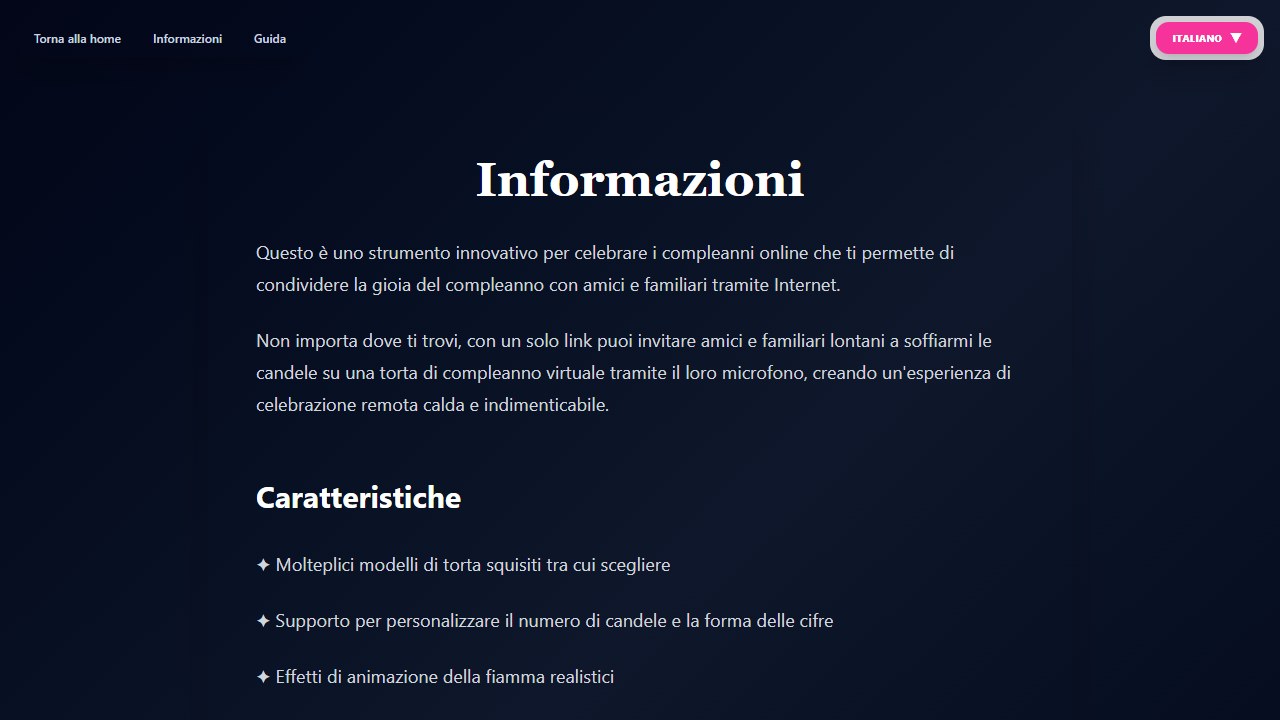 Torna alla home
Informazioni
Guida
ITALIANO ▼
Informazioni
Questo è uno strumento innovativo per celebrare i compleanni online che ti permette di
condividere la gioia del compleanno con amici e familiari tramite Internet.
Non importa dove ti trovi, con un solo link puoi invitare amici e familiari lontani a soffiarmi le
candele su una torta di compleanno virtuale tramite il loro microfono, creando un'esperienza di
celebrazione remota calda e indimenticabile.
Caratteristiche
✦ Molteplici modelli di torta squisiti tra cui scegliere
✦ Supporto per personalizzare il numero di candele e la forma delle cifre
✦ Effetti di animazione della fiamma realistici